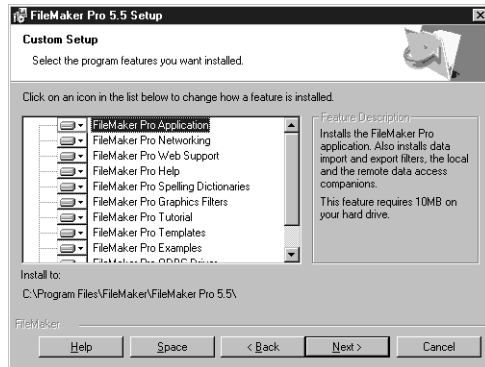 FileMaker Pro 5.5 Setup
Custom Setup
Select the program features you want installed.
Click on an icon in the list below to change how a feature is installed.
FileMaker Pro Application
FileMaker Pro Networking
FileMaker Pro Web Support
FileMaker Pro Help
FileMaker Pro Spelling Dictionaries
FileMaker Pro Graphics Filters
FileMaker Pro Tutorial
FileMaker Pro Templates
FileMaker Pro Examples
FileMaker Pro ODBC Driver
Feature Description
Installs the FileMaker Pro
application. Also installs data
import and export filters, the local
and the remote data access
companions.
This feature requires 10MB on
your hard drive.
Install to:
C:\Program Files\FileMaker\FileMaker Pro 5.5\
FileMaker
Help
Space
< Back
Next >
Cancel